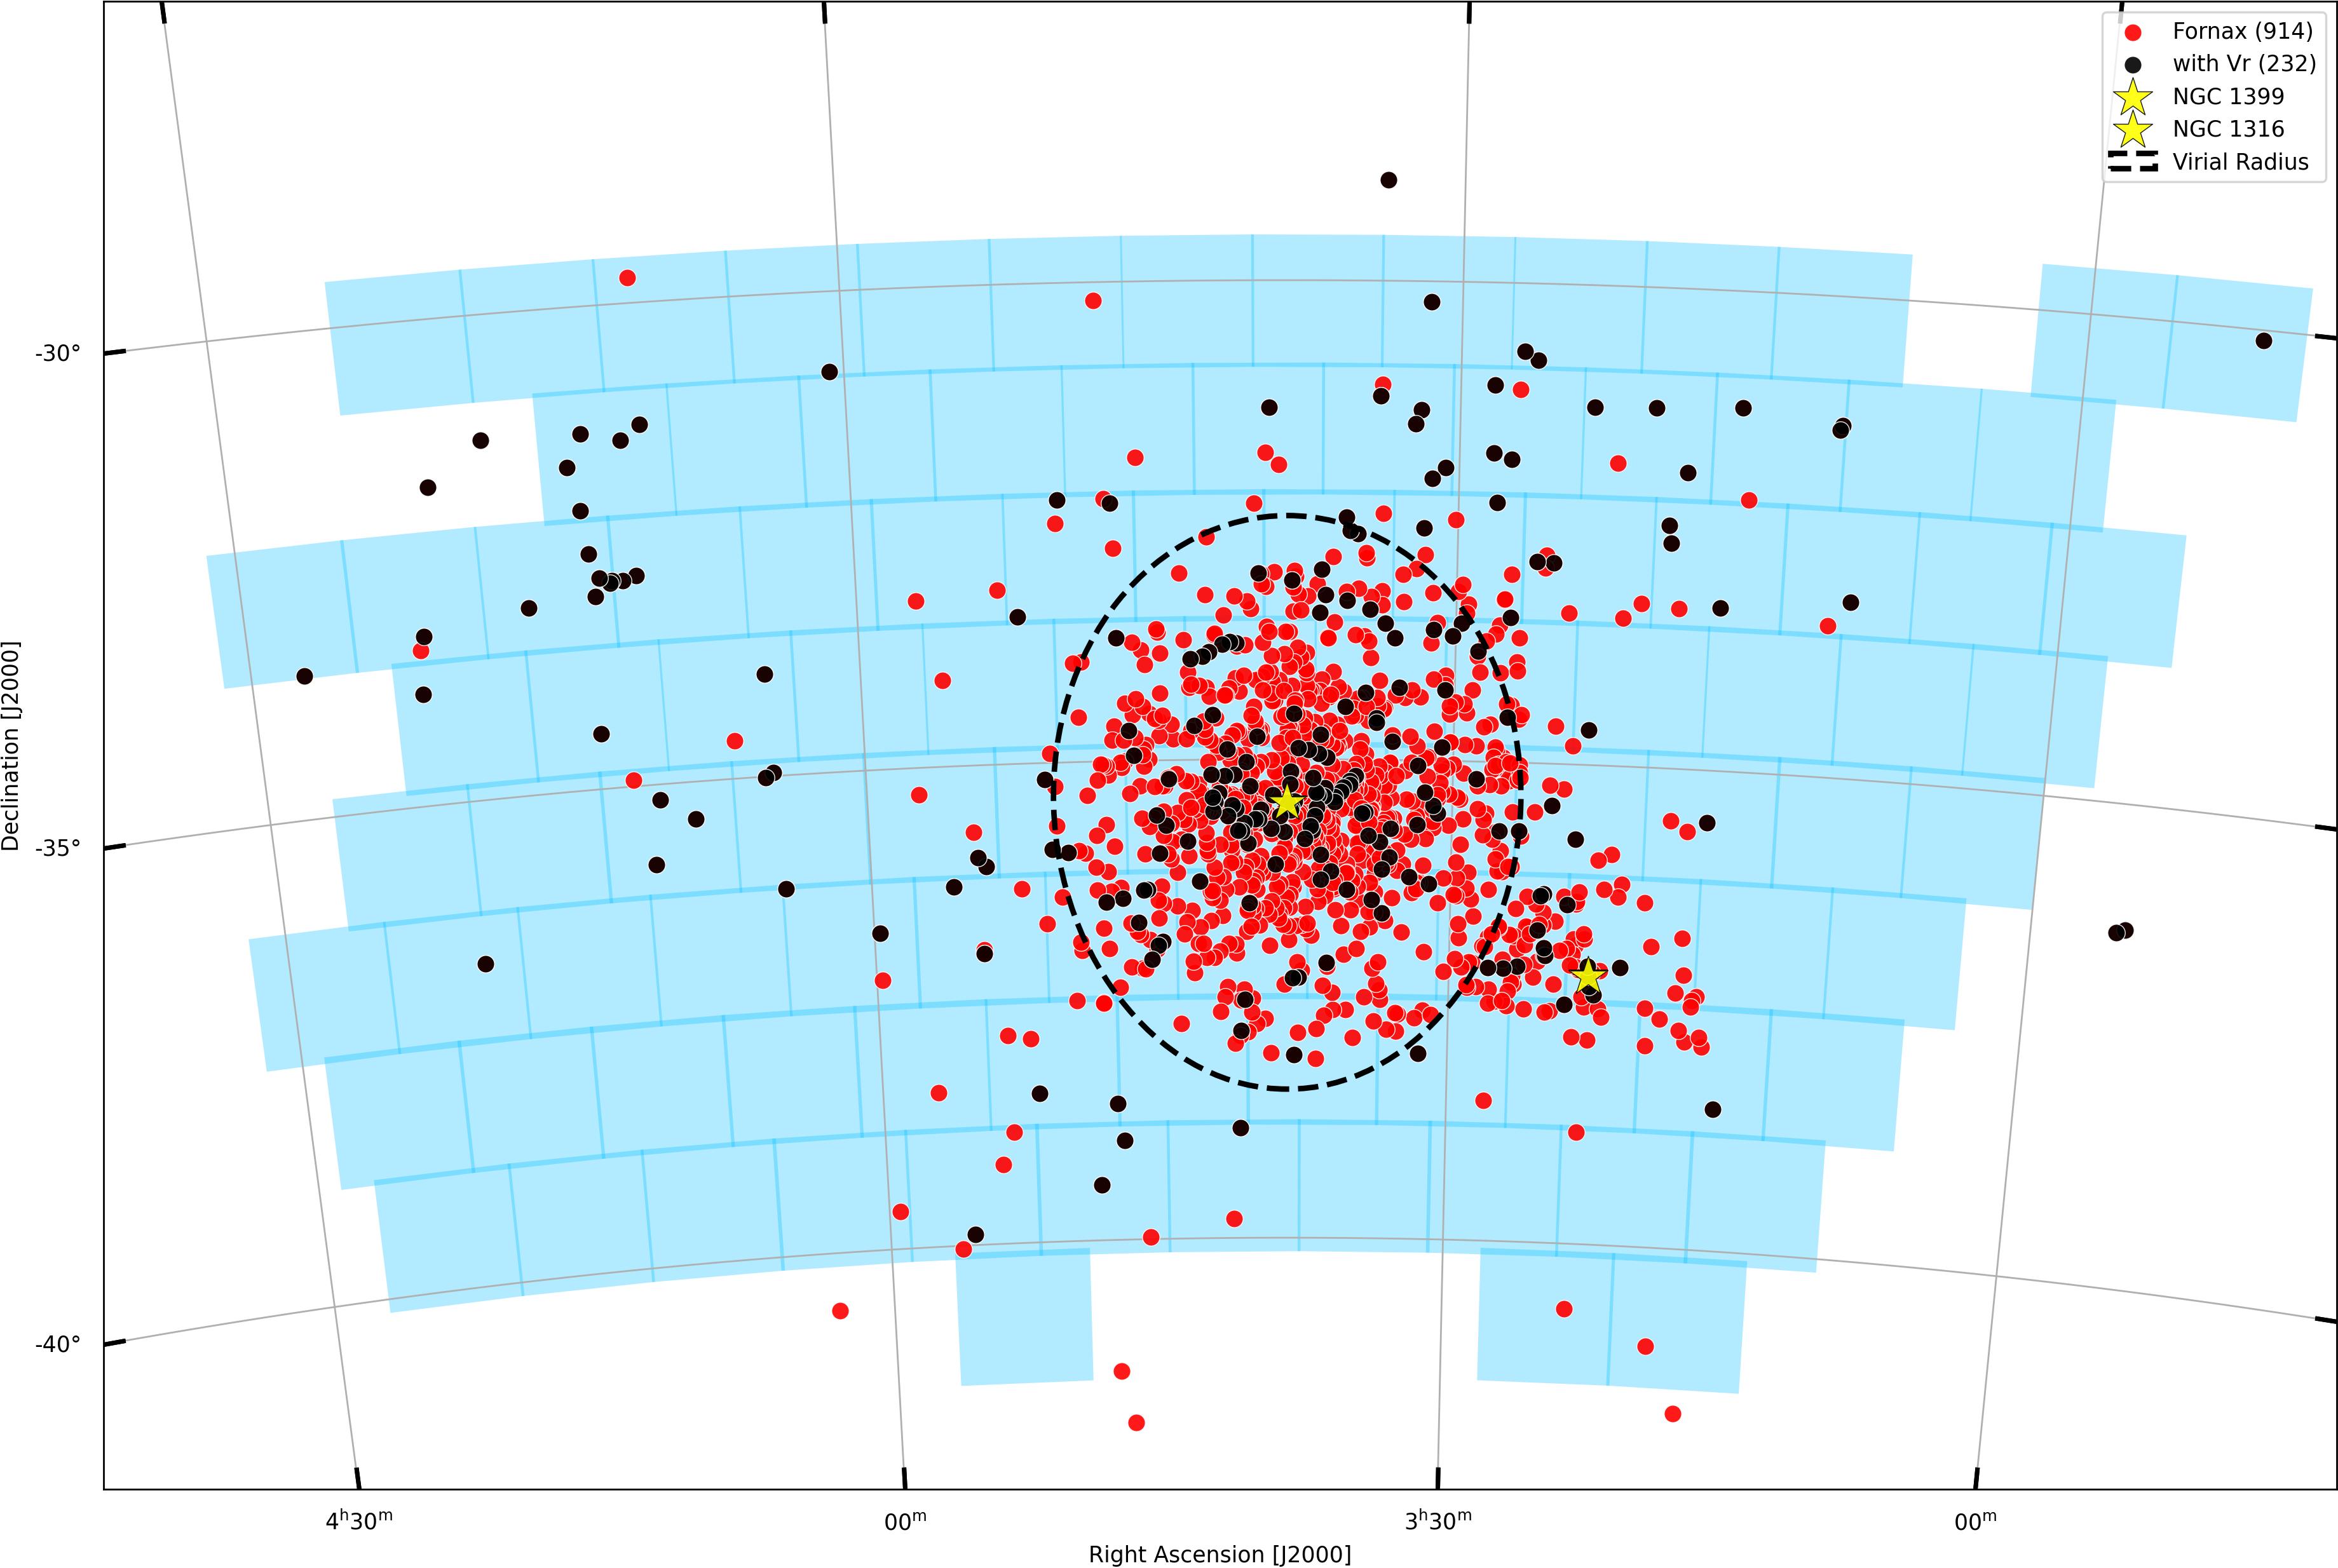 Fornax (914)
with Vr (232)
NGC 1399
NGC 1316
Virial Radius
Declination [J2000]
-30°
-35°
-40°
4ʰ30ᵐ 00ᵐ 3ʰ30ᵐ 00ᵐ
Right Ascension [J2000]